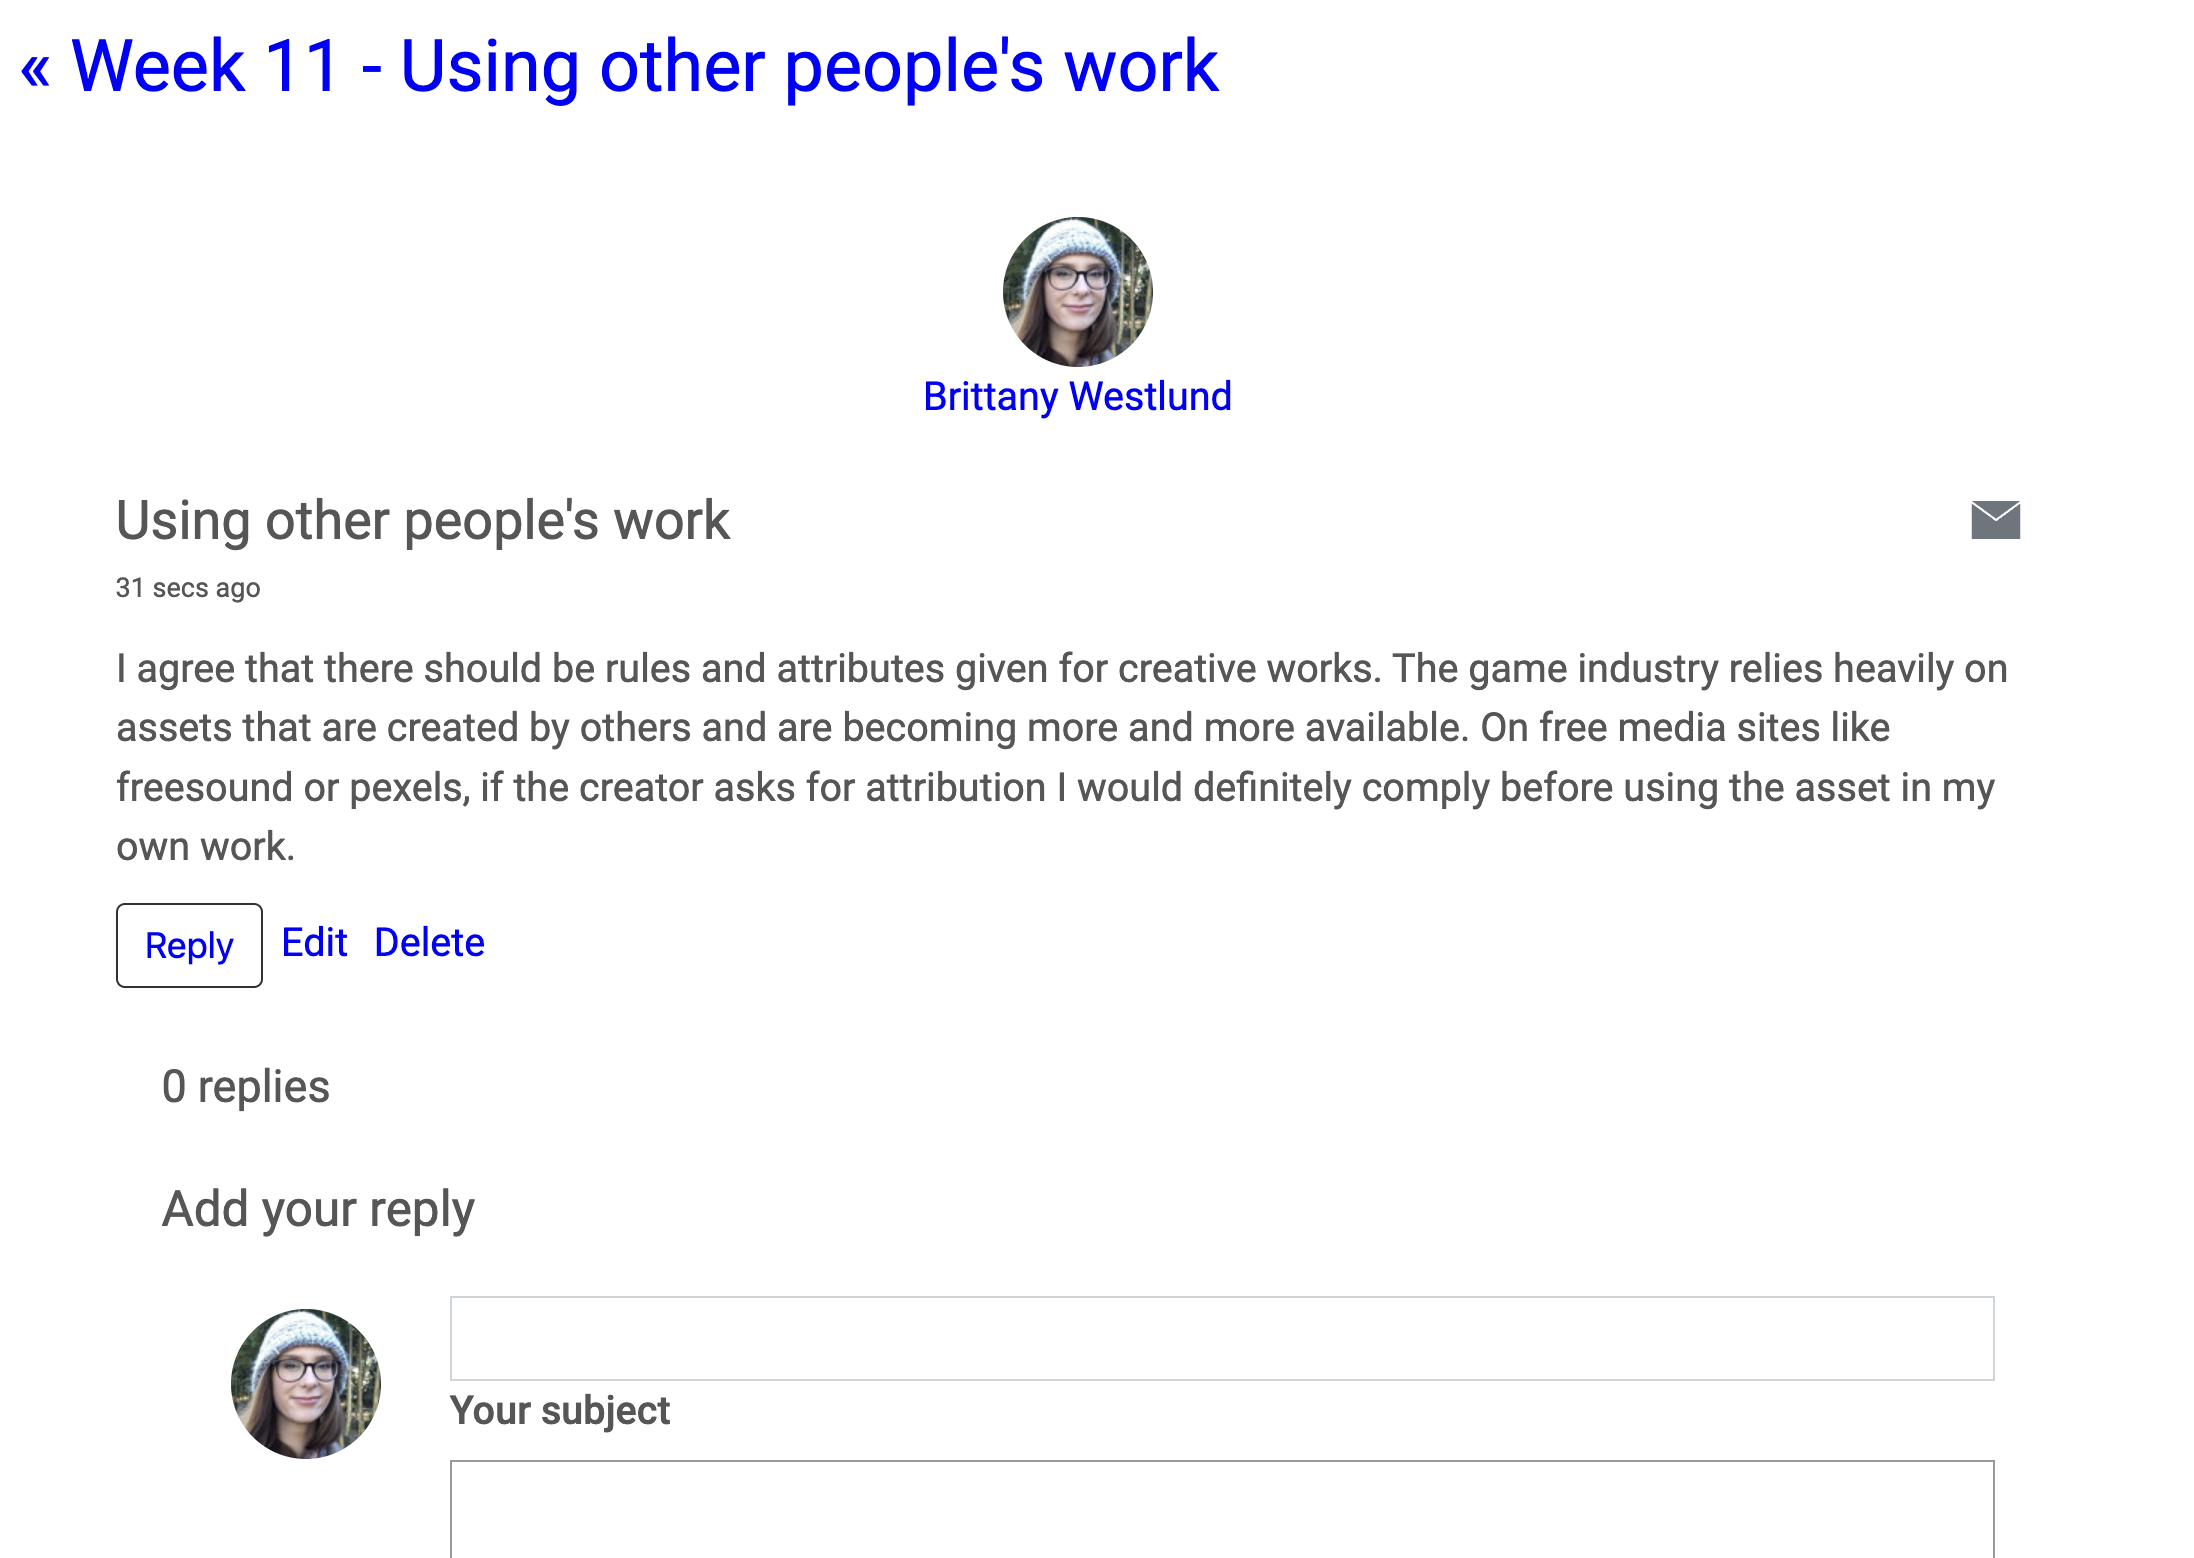 « Week 11 - Using other people's work
Brittany Westlund
Using other people's work
31 secs ago
I agree that there should be rules and attributes given for creative works. The game industry relies heavily on
assets that are created by others and are becoming more and more available. On free media sites like
freesound or pexels, if the creator asks for attribution I would definitely comply before using the asset in my
own work.
Reply Edit Delete
0 replies
Add your reply
Your subject